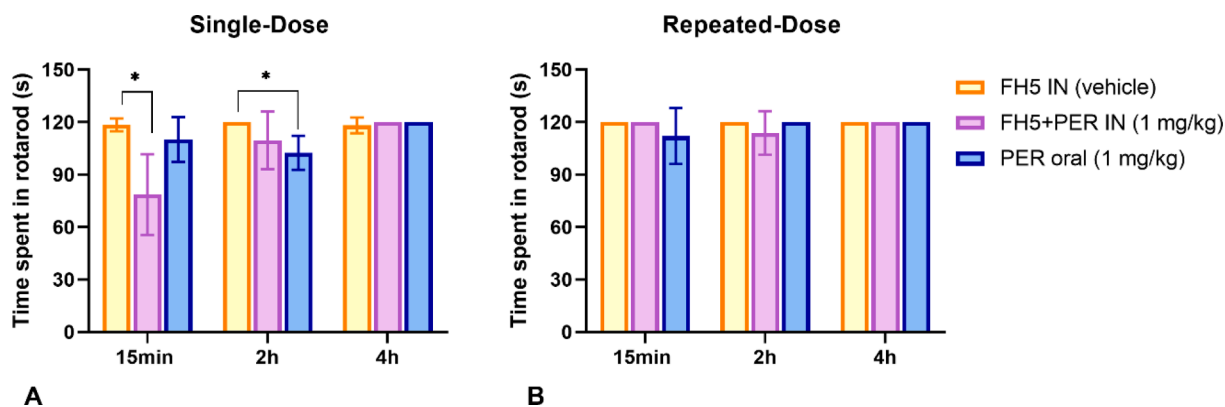 Single-Dose
Time spent in rotarod (s)
150
120
90
60
30
0
*
*
15min
2h
4h
A
Repeated-Dose
Time spent in rotarod (s)
150
120
90
60
30
0
15min
2h
4h
B
FH5 IN (vehicle)
FH5+PER IN (1 mg/kg)
PER oral (1 mg/kg)